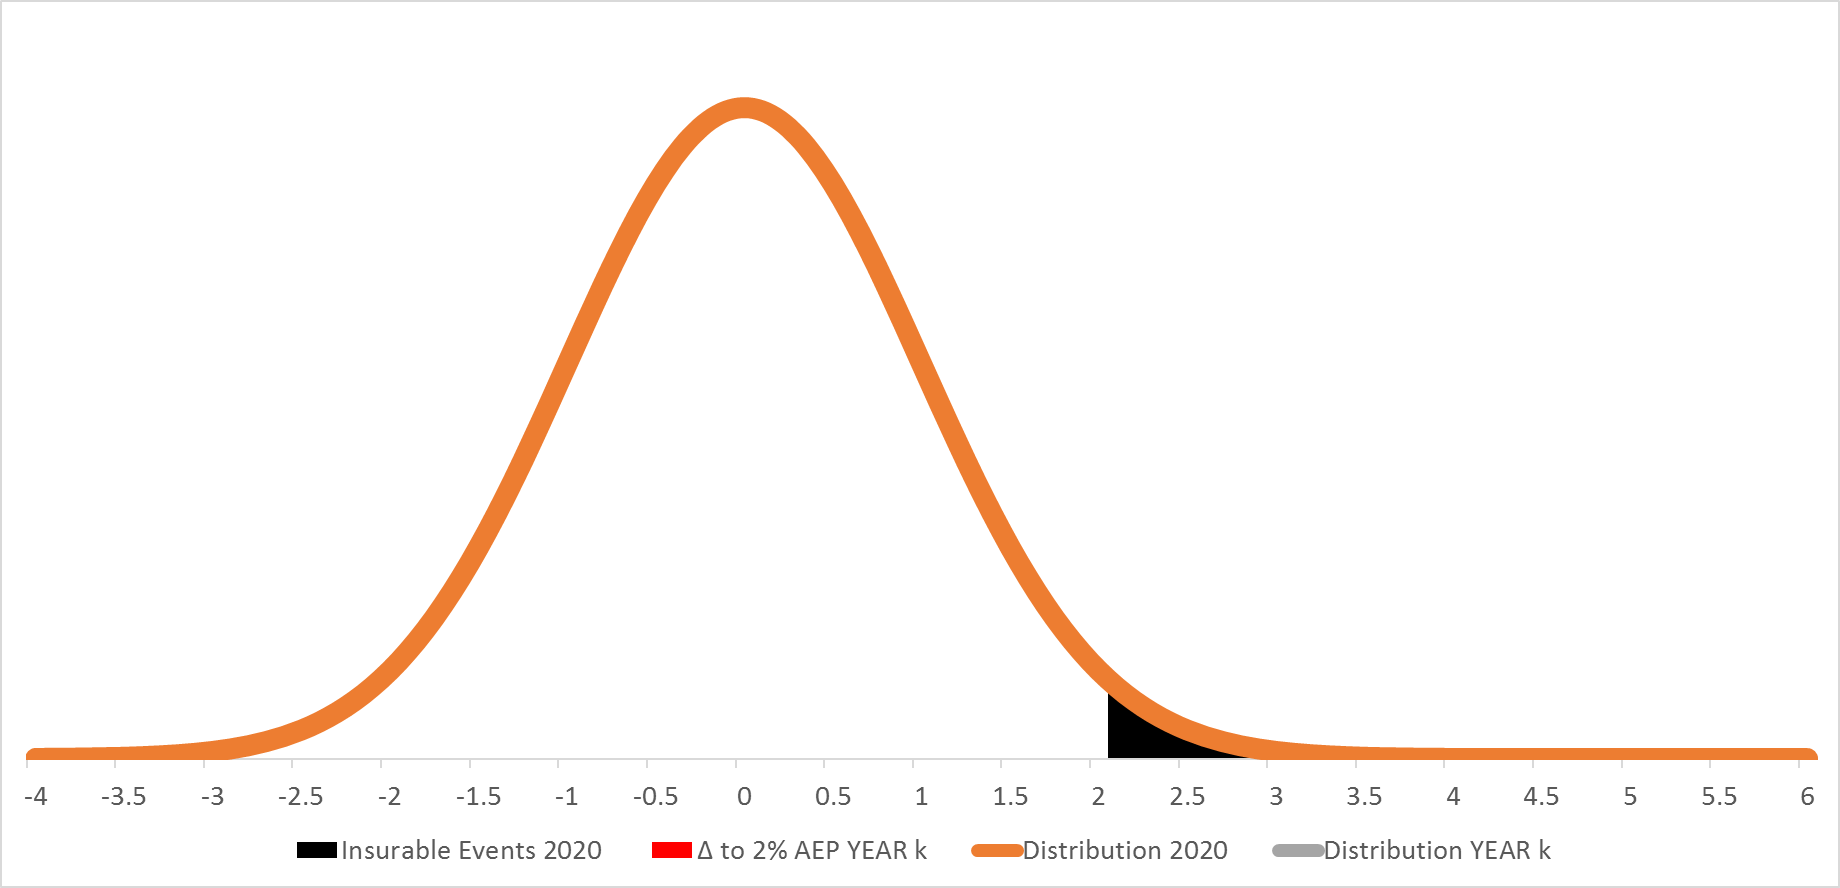 -4 -3.5 -3 -2.5 -2 -1.5 -1 -0.5 0 0.5 1 1.5 2 2.5 3 3.5 4 4.5 5 5.5 6
Insurable Events 2020 Δ to 2% AEP YEAR k Distribution 2020 Distribution YEAR k